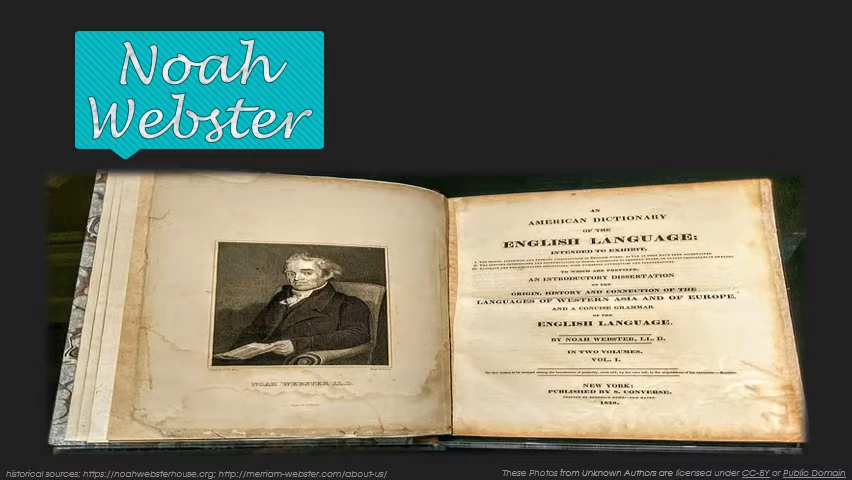 Noah
Webster
NOAH WEBSTER LL.D.
AN
AMERICAN DICTIONARY
OF THE
ENGLISH LANGUAGE:
INTENDED TO EXHIBIT,
TO WHICH ARE PREFIXED,
AN INTRODUCTORY DISSERTATION
ON THE
ORIGIN, HISTORY AND CONNECTION OF THE
LANGUAGES OF WESTERN ASIA AND OF EUROPE,
AND A CONCISE GRAMMAR
OF THE
ENGLISH LANGUAGE.
BY NOAH WEBSTER, LL. D.
IN TWO VOLUMES.
VOL. I.
NEW YORK:
PUBLISHED BY S. CONVERSE.
1828.
historical sources: https://noahwebsterhouse.org; http://merriam-webster.com/about-us/
These Photos from Unknown Authors are licensed under CC-BY or Public Domain